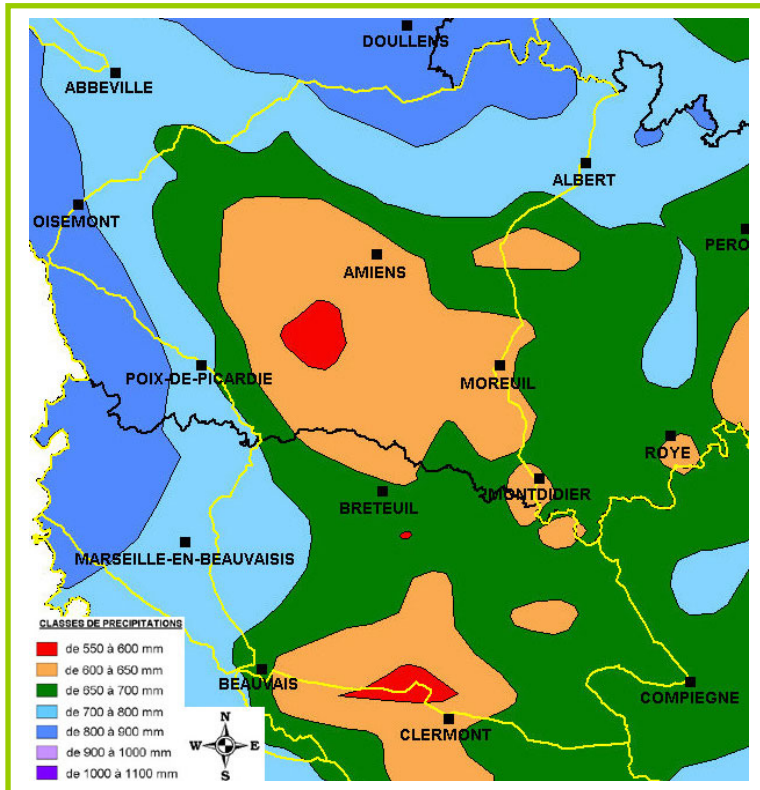 DOULLENS
ABBEVILLE
ALBERT
OISEMONT
PERO
AMIENS
POIX-DE-PICARDIE
MOREUIL
ROYE
MONTDIDIER
BRETEUIL
MARSEILLE-EN-BEAUVAISIS
CLASSES DE PRECIPITATIONS
de 550 à 600 mm
de 600 à 650 mm
de 650 à 700 mm
de 700 à 800 mm
de 800 à 900 mm
de 900 à 1000 mm
de 1000 à 1100 mm
BEAUVAIS
COMPIEGNE
CLERMONT
N
W E
S